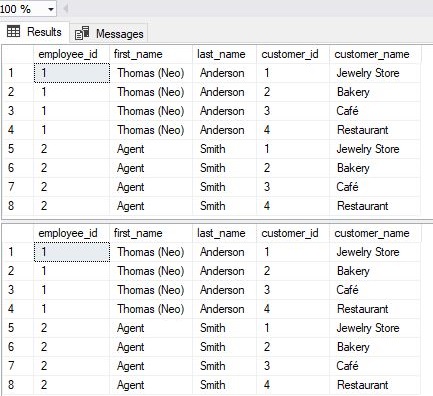 100 %
Results Messages
employee_id first_name last_name customer_id customer_name
1 1 Thomas (Neo) Anderson 1 Jewelry Store
2 1 Thomas (Neo) Anderson 2 Bakery
3 1 Thomas (Neo) Anderson 3 Café
4 1 Thomas (Neo) Anderson 4 Restaurant
5 2 Agent Smith 1 Jewelry Store
6 2 Agent Smith 2 Bakery
7 2 Agent Smith 3 Café
8 2 Agent Smith 4 Restaurant
employee_id first_name last_name customer_id customer_name
1 1 Thomas (Neo) Anderson 1 Jewelry Store
2 1 Thomas (Neo) Anderson 2 Bakery
3 1 Thomas (Neo) Anderson 3 Café
4 1 Thomas (Neo) Anderson 4 Restaurant
5 2 Agent Smith 1 Jewelry Store
6 2 Agent Smith 2 Bakery
7 2 Agent Smith 3 Café
8 2 Agent Smith 4 Restaurant